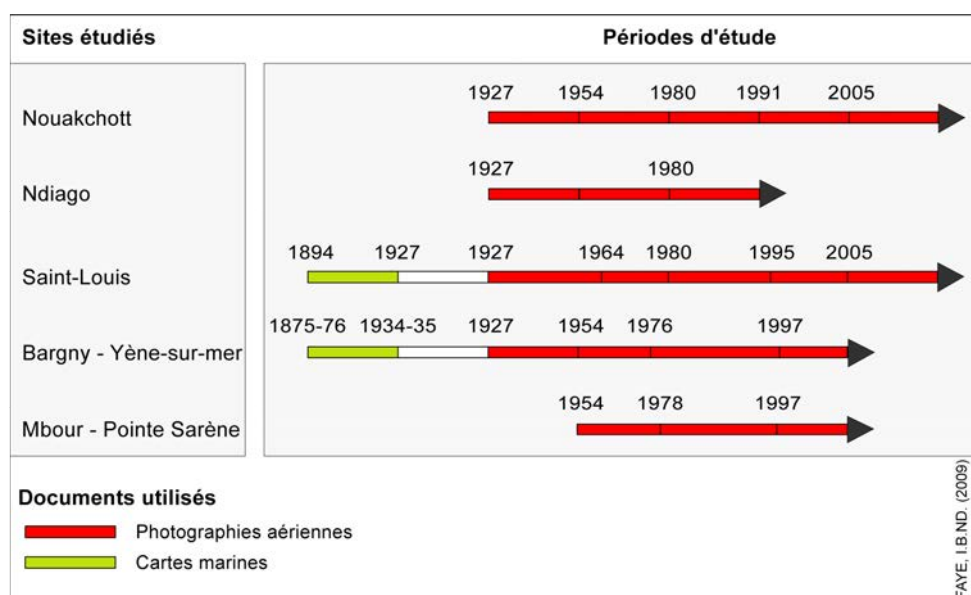 Sites étudiés Périodes d'étude
Nouakchott 1927 1954 1980 1991 2005
Ndiago 1927 1980
Saint-Louis 1894 1927 1927 1964 1980 1995 2005
Bargny - Yène-sur-mer 1875-76 1934-35 1927 1954 1976 1997
Mbour - Pointe Sarène 1954 1978 1997
Documents utilisés
Photographies aériennes
Cartes marines
FAYE, I.B.ND. (2009)